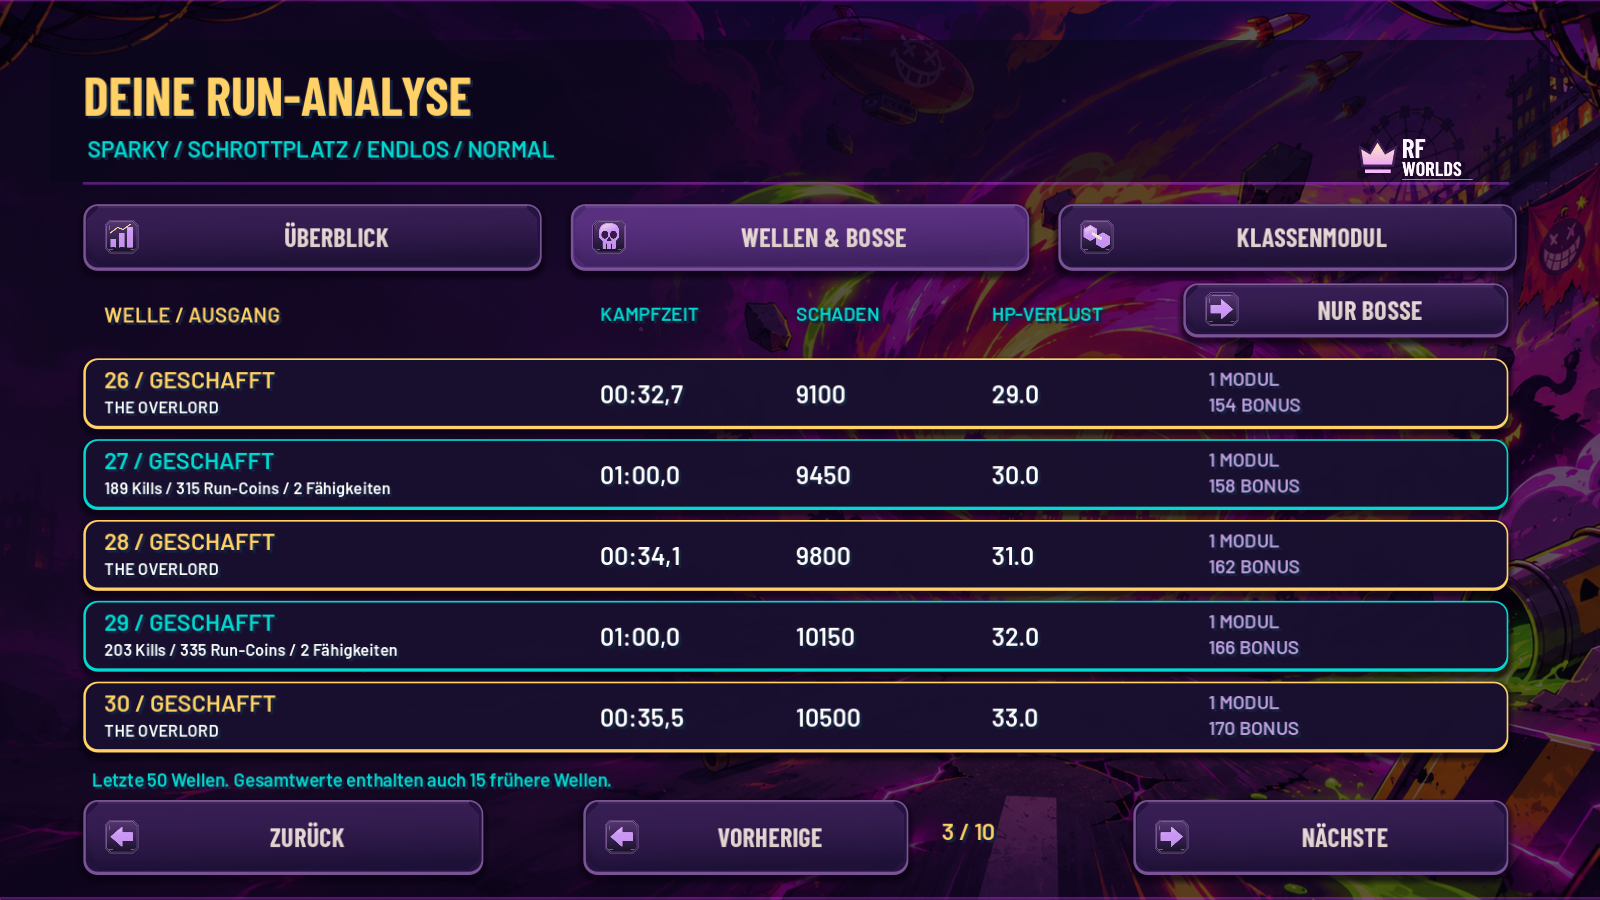 DEINE RUN-ANALYSE
SPARKY / SCHROTTPLATZ / ENDLOS / NORMAL
RF
WORLDS
ÜBERBLICK
WELLEN & BOSSE
KLASSENMODUL
WELLE / AUSGANG
KAMPFZEIT
SCHADEN
HP-VERLUST
NUR BOSSE
26 / GESCHAFFT
THE OVERLORD
00:32,7
9100
29.0
1 MODUL
154 BONUS
27 / GESCHAFFT
189 Kills / 315 Run-Coins / 2 Fähigkeiten
01:00,0
9450
30.0
1 MODUL
158 BONUS
28 / GESCHAFFT
THE OVERLORD
00:34,1
9800
31.0
1 MODUL
162 BONUS
29 / GESCHAFFT
203 Kills / 335 Run-Coins / 2 Fähigkeiten
01:00,0
10150
32.0
1 MODUL
166 BONUS
30 / GESCHAFFT
THE OVERLORD
00:35,5
10500
33.0
1 MODUL
170 BONUS
Letzte 50 Wellen. Gesamtwerte enthalten auch 15 frühere Wellen.
ZURÜCK
VORHERIGE
3 / 10
NÄCHSTE